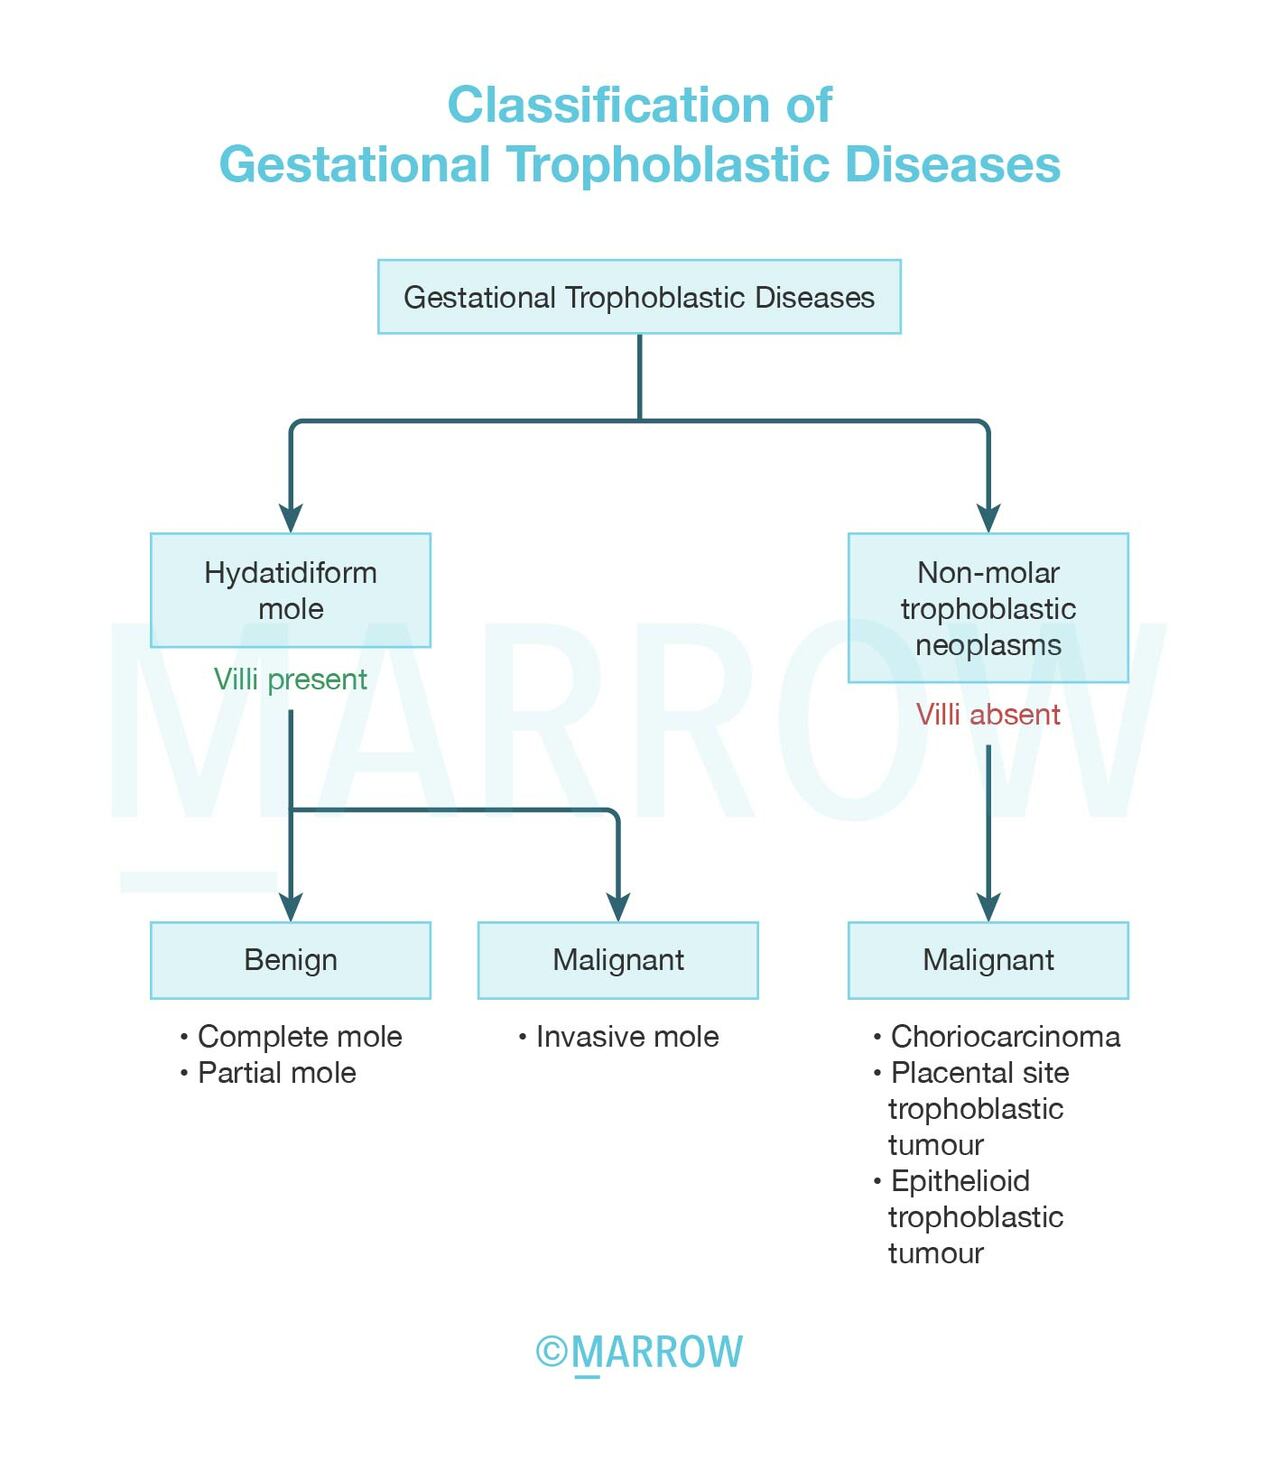 Classification of
Gestational Trophoblastic Diseases
Gestational Trophoblastic Diseases
Hydatidiform
mole
Villi present
Non-molar
trophoblastic
neoplasms
Villi absent
MARROW
Benign
• Complete mole
• Partial mole
Malignant
• Invasive mole
Malignant
• Choriocarcinoma
• Placental site
trophoblastic
tumour
• Epithelioid
trophoblastic
tumour
©MARROW